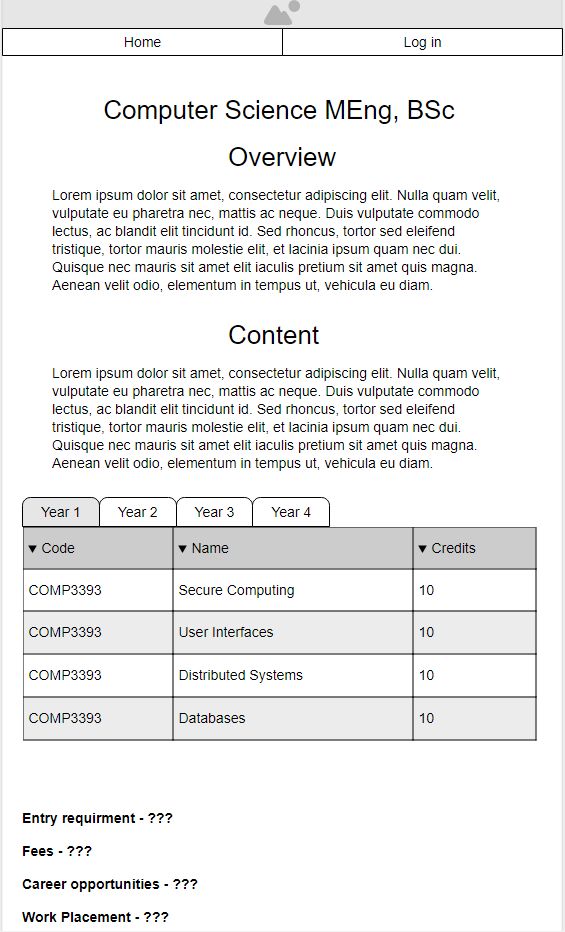 Home Log in
Computer Science MEng, BSc
Overview
Lorem ipsum dolor sit amet, consectetur adipiscing elit. Nulla quam velit,
vulputate eu pharetra nec, mattis ac neque. Duis vulputate commodo
lectus, ac blandit elit tincidunt id. Sed rhoncus, tortor sed eleifend
tristique, tortor mauris molestie elit, et lacinia ipsum quam nec dui.
Quisque nec mauris sit amet elit iaculis pretium sit amet quis magna.
Aenean velit odio, elementum in tempus ut, vehicula eu diam.
Content
Lorem ipsum dolor sit amet, consectetur adipiscing elit. Nulla quam velit,
vulputate eu pharetra nec, mattis ac neque. Duis vulputate commodo
lectus, ac blandit elit tincidunt id. Sed rhoncus, tortor sed eleifend
tristique, tortor mauris molestie elit, et lacinia ipsum quam nec dui.
Quisque nec mauris sit amet elit iaculis pretium sit amet quis magna.
Aenean velit odio, elementum in tempus ut, vehicula eu diam.
Year 1 Year 2 Year 3 Year 4
▼ Code ▼ Name ▼ Credits
COMP3393 Secure Computing 10
COMP3393 User Interfaces 10
COMP3393 Distributed Systems 10
COMP3393 Databases 10
Entry requirment - ???
Fees - ???
Career opportunities - ???
Work Placement - ???